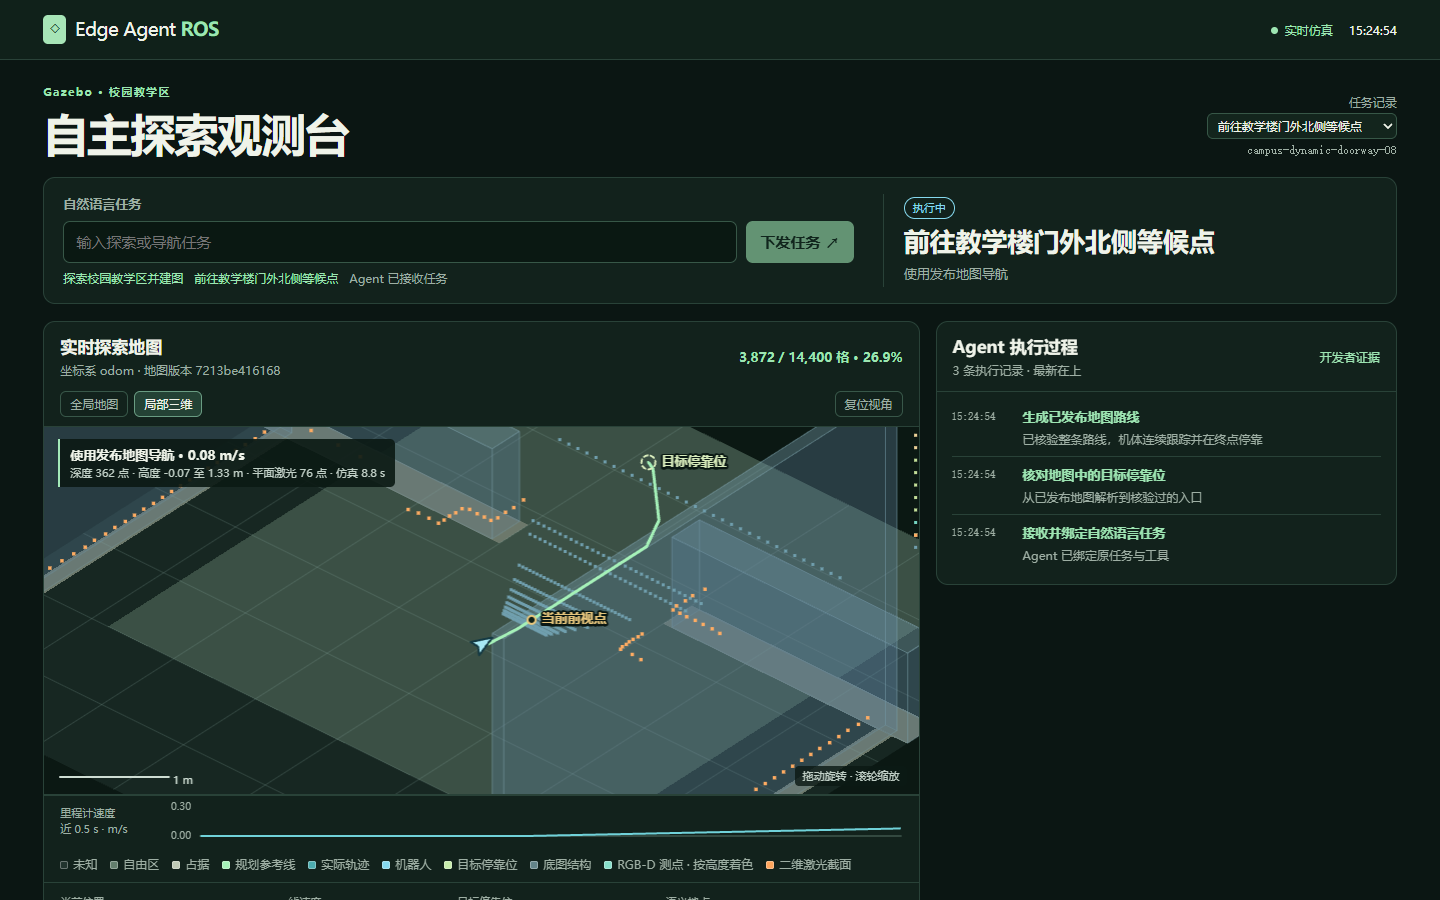 Edge Agent ROS
实时仿真
15:24:54
Gazebo • 校园教学区
自主探索观测台
任务记录
前往教学楼门外北侧等候点
campus-dynamic-doorway-08
自然语言任务
输入探索或导航任务
下发任务 ↗
探索校园教学区并建图 前往教学楼门外北侧等候点 Agent 已接收任务
执行中
前往教学楼门外北侧等候点
使用发布地图导航
实时探索地图
坐标系 odom · 地图版本 7213be416168
3,872 / 14,400 格 • 26.9%
全局地图
局部三维
复位视角
使用发布地图导航 • 0.08 m/s
深度 362 点 · 高度 -0.07 至 1.33 m · 平面激光 76 点 · 仿真 8.8 s
目标停靠位
当前前视点
1 m
拖动旋转 · 滚轮缩放
里程计速度
近 0.5 s · m/s
0.30
0.00
未知 自由区 占据 规划参考线 实际轨迹 机器人 目标停靠位 底图结构 RGB-D 测点 · 按高度着色 二维激光截面
Agent 执行过程
3 条执行记录 · 最新在上
开发者证据
15:24:54 生成已发布地图路线
已核验整条路线，机体连续跟踪并在终点停靠
15:24:54 核对地图中的目标停靠位
从已发布地图解析到核验过的入口
15:24:54 接收并绑定自然语言任务
Agent 已绑定原任务与工具